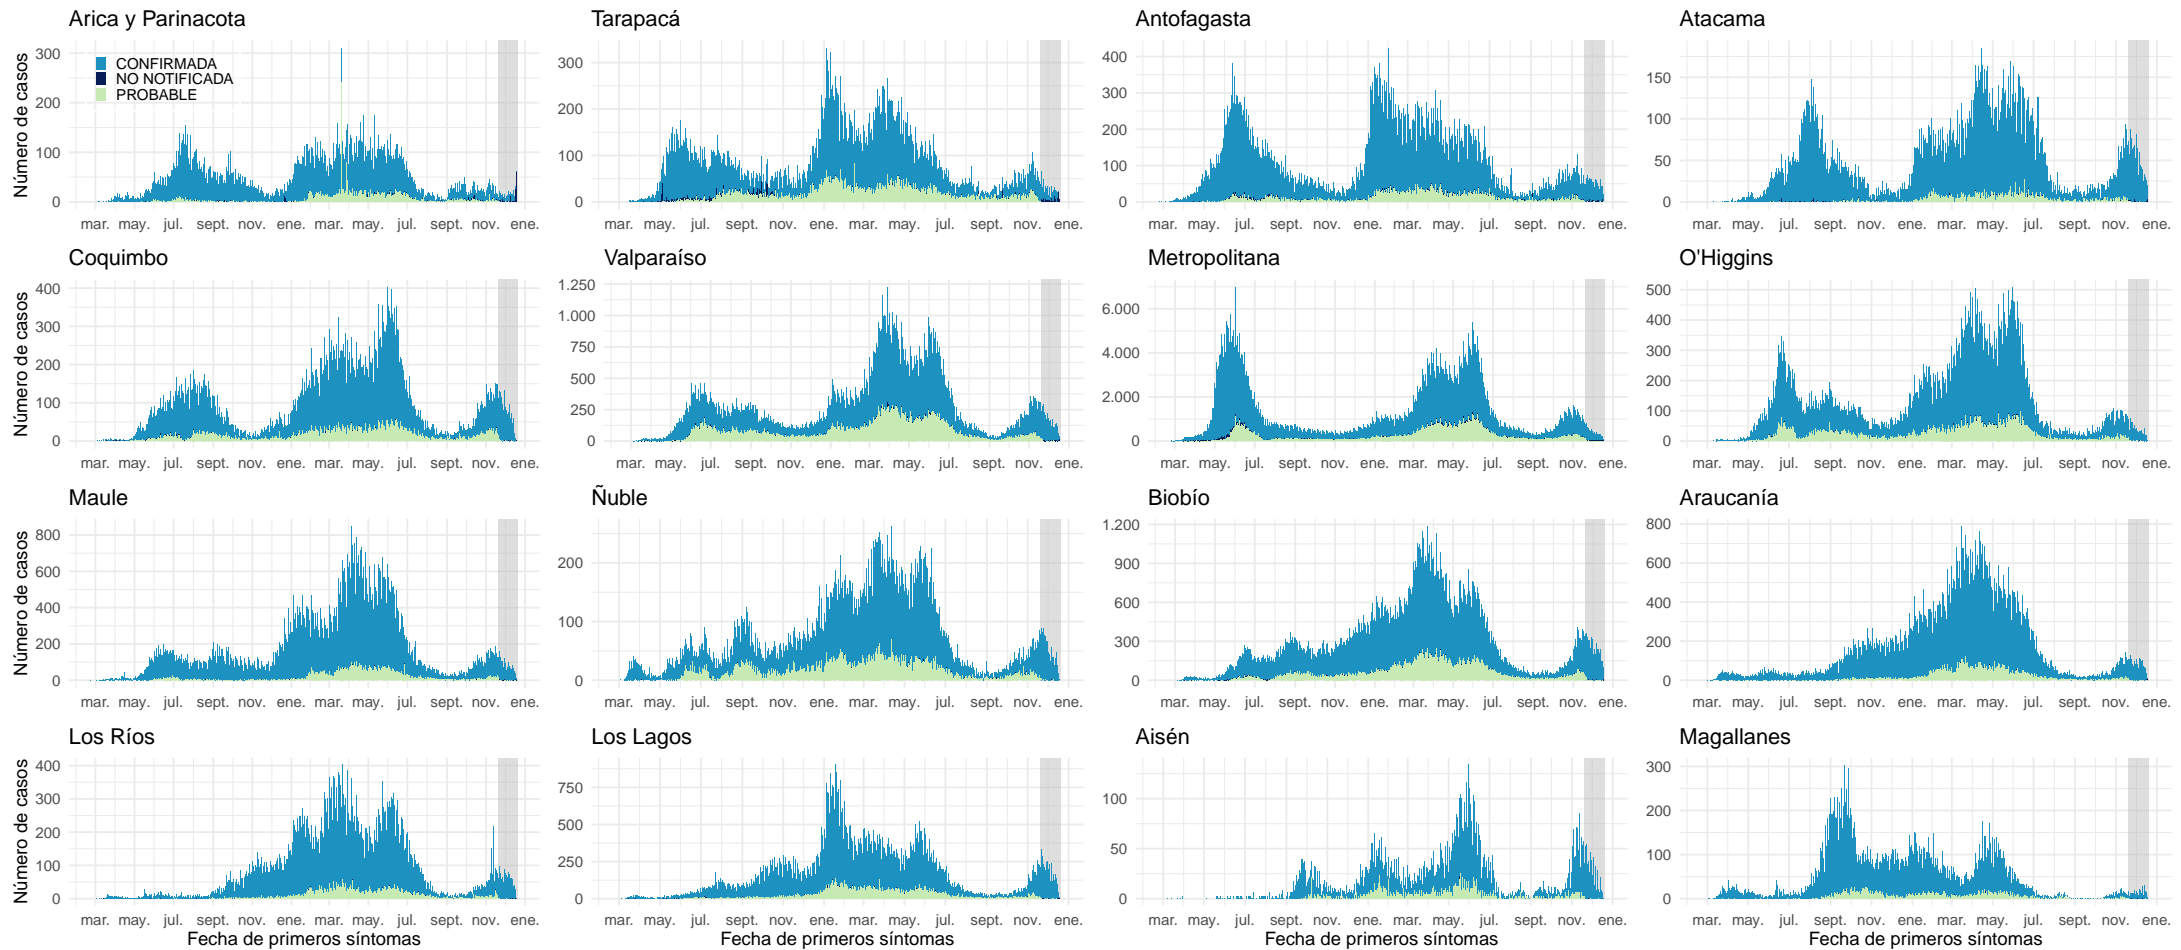 Arica y Parinacota
Número de casos
300
200
100
0
CONFIRMADA
NO NOTIFICADA
PROBABLE
mar. may. jul. sept. nov. ene. mar. may. jul. sept. nov. ene.
Tarapacá
300
200
100
0
mar. may. jul. sept. nov. ene. mar. may. jul. sept. nov. ene.
Antofagasta
400
300
200
100
0
mar. may. jul. sept. nov. ene. mar. may. jul. sept. nov. ene.
Atacama
150
100
50
0
mar. may. jul. sept. nov. ene. mar. may. jul. sept. nov. ene.
Coquimbo
Número de casos
400
300
200
100
0
mar. may. jul. sept. nov. ene. mar. may. jul. sept. nov. ene.
Valparaíso
1.250
1.000
750
500
250
0
mar. may. jul. sept. nov. ene. mar. may. jul. sept. nov. ene.
Metropolitana
6.000
4.000
2.000
0
mar. may. jul. sept. nov. ene. mar. may. jul. sept. nov. ene.
O'Higgins
500
400
300
200
100
0
mar. may. jul. sept. nov. ene. mar. may. jul. sept. nov. ene.
Maule
Número de casos
800
600
400
200
0
mar. may. jul. sept. nov. ene. mar. may. jul. sept. nov. ene.
Ñuble
200
100
0
mar. may. jul. sept. nov. ene. mar. may. jul. sept. nov. ene.
Biobío
1.200
900
600
300
0
mar. may. jul. sept. nov. ene. mar. may. jul. sept. nov. ene.
Araucanía
800
600
400
200
0
mar. may. jul. sept. nov. ene. mar. may. jul. sept. nov. ene.
Los Ríos
Número de casos
400
300
200
100
0
mar. may. jul. sept. nov. ene. mar. may. jul. sept. nov. ene.
Fecha de primeros síntomas
Los Lagos
750
500
250
0
mar. may. jul. sept. nov. ene. mar. may. jul. sept. nov. ene.
Fecha de primeros síntomas
Aisén
100
50
0
mar. may. jul. sept. nov. ene. mar. may. jul. sept. nov. ene.
Fecha de primeros síntomas
Magallanes
300
200
100
0
mar. may. jul. sept. nov. ene. mar. may. jul. sept. nov. ene.
Fecha de primeros síntomas